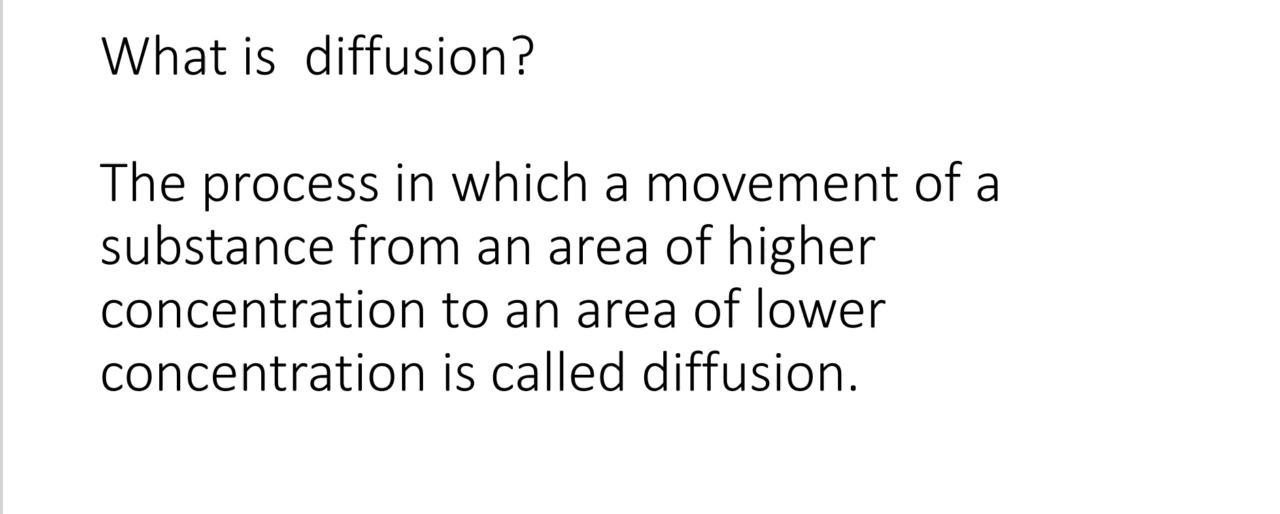 What is  diffusion?
The process in which a movement of a
substance from an area of higher
concentration to an area of lower
concentration is called diffusion.